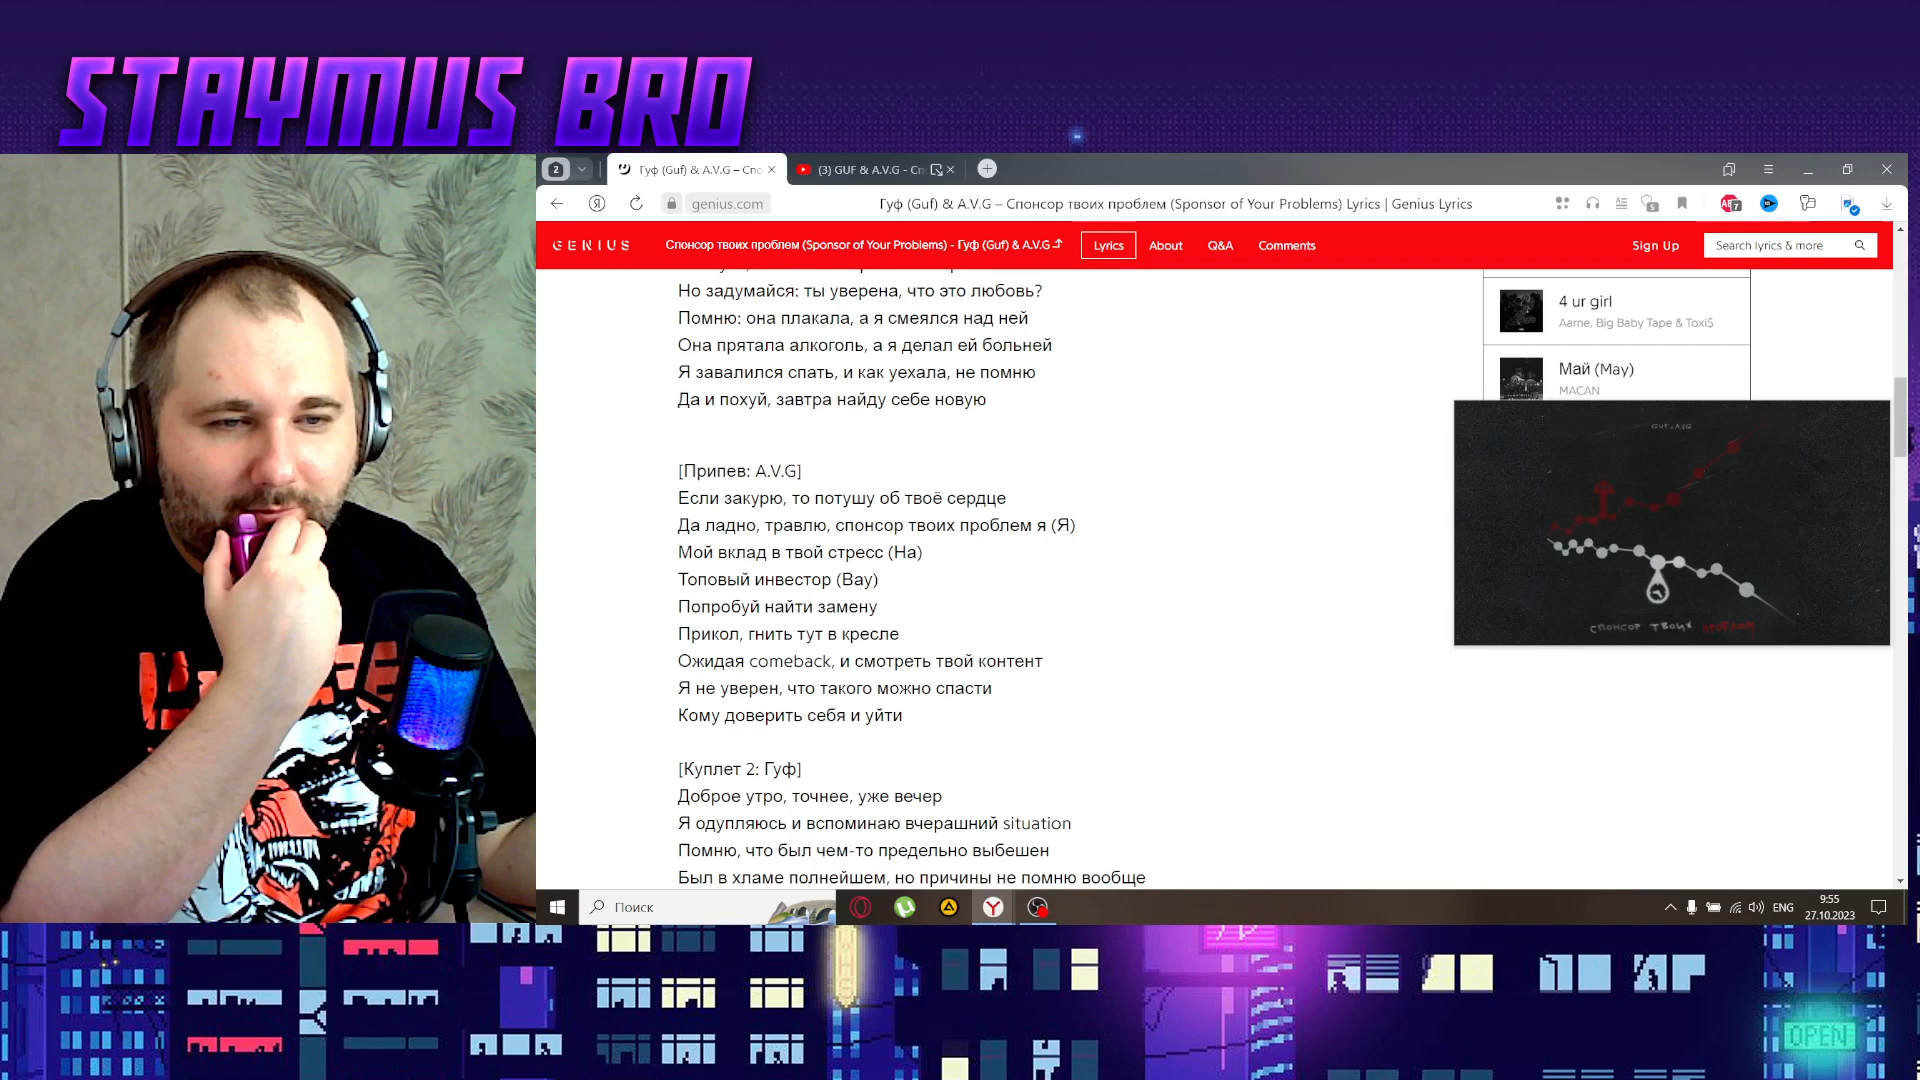 STAYMUS BRO
2
Гуф (Guf) & A.V.G – Спо
(3) GUF & A.V.G - Сп
genius.com
Гуф (Guf) & A.V.G – Спонсор твоих проблем (Sponsor of Your Problems) Lyrics | Genius Lyrics
GENIUS
Спонсор твоих проблем (Sponsor of Your Problems) - Гуф (Guf) & A.V.G
Lyrics
About
Q&A
Comments
Sign Up
Search lyrics & more
Но задумайся: ты уверена, что это любовь?
Помню: она плакала, а я смеялся над ней
Она прятала алкоголь, а я делал ей больней
Я завалился спать, и как уехала, не помню
Да и похуй, завтра найду себе новую
[Припев: A.V.G]
Если закурю, то потушу об твоё сердце
Да ладно, травлю, спонсор твоих проблем я (Я)
Мой вклад в твой стресс (На)
Топовый инвестор (Вау)
Попробуй найти замену
Прикол, гнить тут в кресле
Ожидая comeback, и смотреть твой контент
Я не уверен, что такого можно спасти
Кому доверить себя и уйти
[Куплет 2: Гуф]
Доброе утро, точнее, уже вечер
Я одупляюсь и вспоминаю вчерашний situation
Помню, что был чем-то предельно выбешен
Был в хламе полнейшем, но причины не помню вообще
4 ur girl
Aarne, Big Baby Tape & Toxi$
Май (May)
MACAN
GUF & AVG
СПОНСОР ТВОИХ ПРОБЛЕМ
Поиск
ENG
9:55
27.10.2023
OPEN